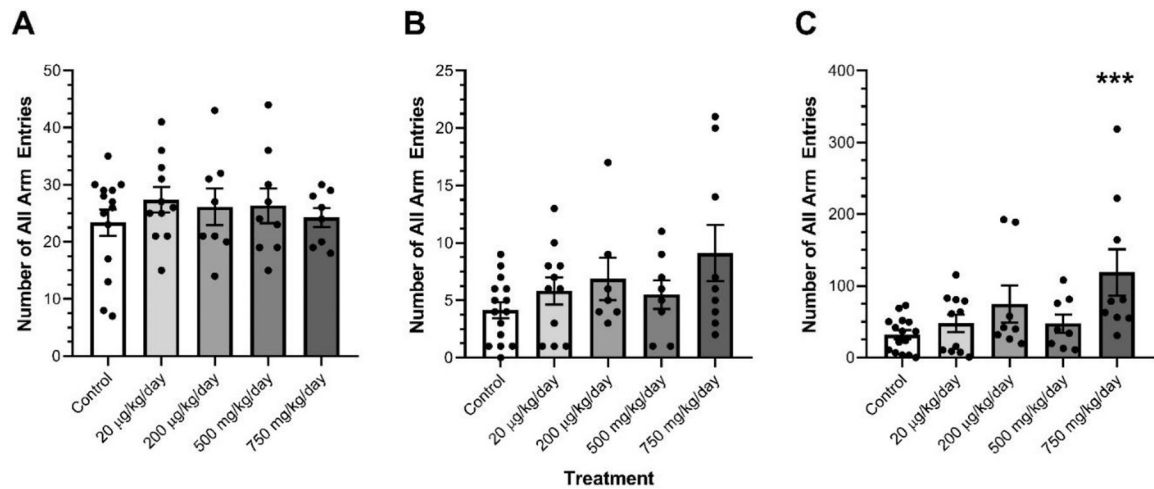 A
B
C
Number of All Arm Entries
50
40
30
20
10
0
Control
20 µg/kg/day
200 µg/kg/day
500 mg/kg/day
750 mg/kg/day
Number of All Arm Entries
25
20
15
10
5
0
Control
20 µg/kg/day
200 µg/kg/day
500 mg/kg/day
750 mg/kg/day
Number of All Arm Entries
400
300
200
100
0
***
Control
20 µg/kg/day
200 µg/kg/day
500 mg/kg/day
750 mg/kg/day
Treatment